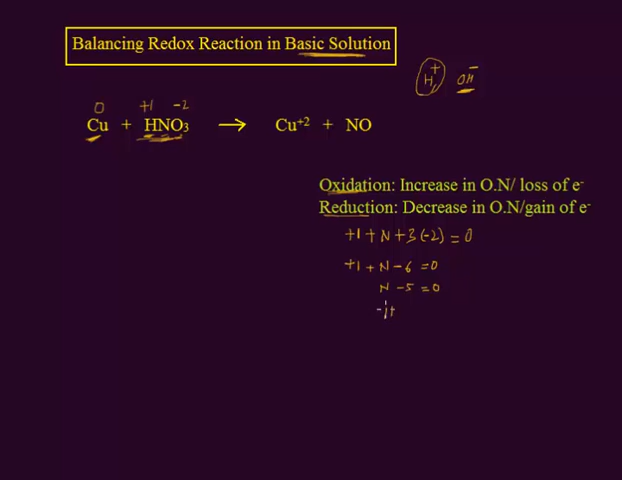 Balancing Redox Reaction in Basic Solution
H⁺ OH⁻
0 +1 -2
Cu + HNO₃ → Cu⁺² + NO
Oxidation: Increase in O.N/ loss of e⁻
Reduction: Decrease in O.N/gain of e⁻
+1 + N + 3(-2) = 0
+1 + N - 6 = 0
N - 5 = 0